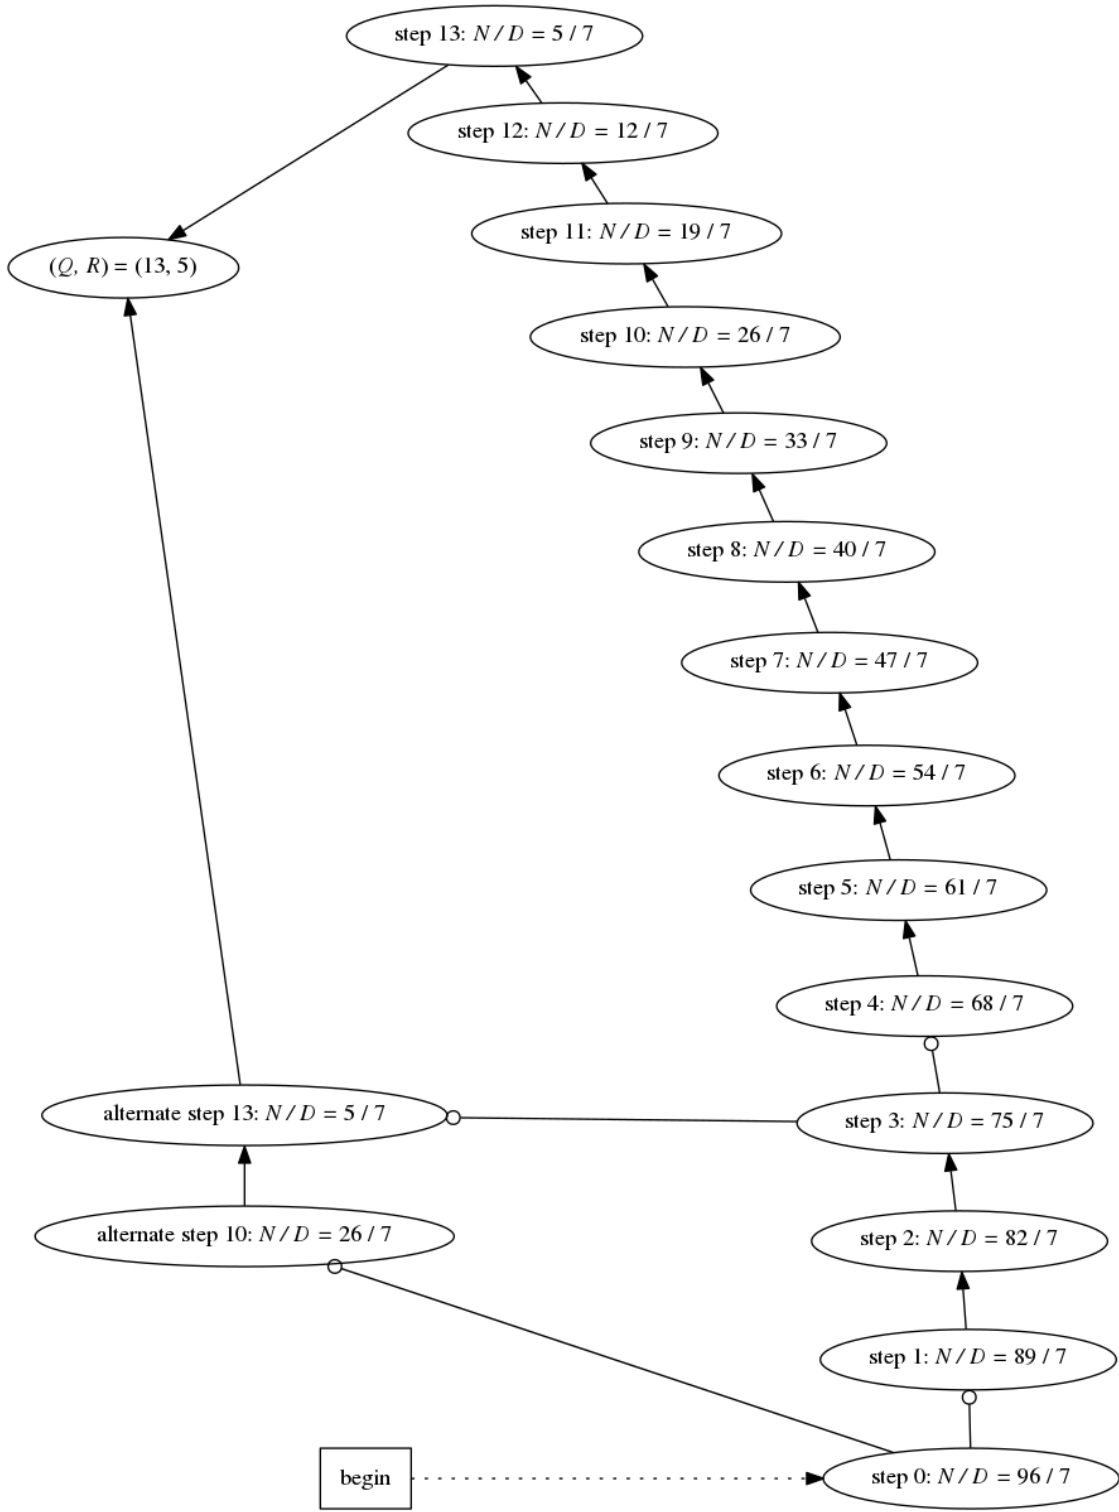 step 13: N / D = 5 / 7
step 12: N / D = 12 / 7
step 11: N / D = 19 / 7
(Q, R) = (13, 5)
step 10: N / D = 26 / 7
step 9: N / D = 33 / 7
step 8: N / D = 40 / 7
step 7: N / D = 47 / 7
step 6: N / D = 54 / 7
step 5: N / D = 61 / 7
step 4: N / D = 68 / 7
alternate step 13: N / D = 5 / 7
step 3: N / D = 75 / 7
alternate step 10: N / D = 26 / 7
step 2: N / D = 82 / 7
step 1: N / D = 89 / 7
begin
step 0: N / D = 96 / 7